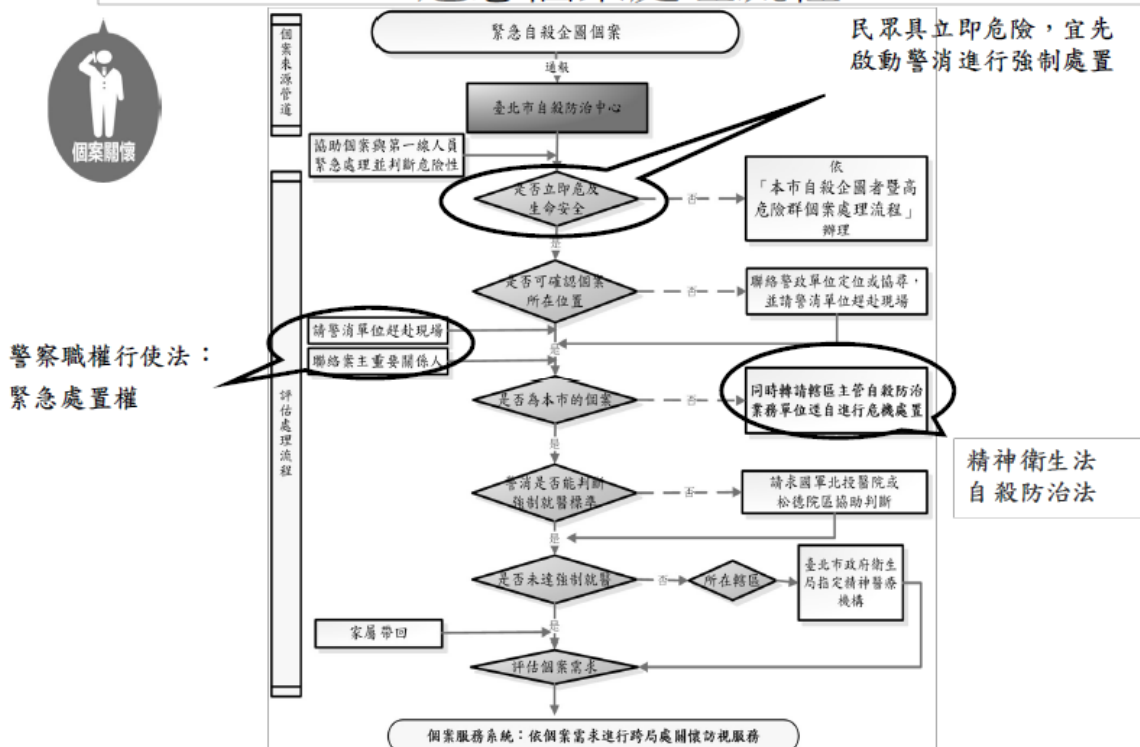 緊急自殺企圖個案
民眾具立即危險，宜先
啟動警消進行強制處置
個案來源管道
個案關懷
通報
臺北市自殺防治中心
協助個案與第一線人員
緊急處理並判斷危險性
是否立即危及
生命安全
否
依
「本市自殺企圖者暨高
危險群個案處理流程」
辦理
是
是否可確認個案
所在位置
否
聯絡警政單位定位或協尋，
並請警消單位趕赴現場
請警消單位趕赴現場
是
聯絡案主重要關係人
警察職權行使法：
緊急處置權
評估處理流程
是否為本市的個案
否
同時轉請轄區主管自殺防治
業務單位逕自進行危機處置
精神衛生法
自殺防治法
是
警消是否能判斷
強制就醫標準
否
請求國軍北投醫院或
松德院區協助判斷
是
是否未達強制就醫
否
所在轄區
臺北市政府衛生
局指定精神醫療
機構
是
家屬帶回
評估個案需求
個案服務系統：依個案需求進行跨局處關懷訪視服務